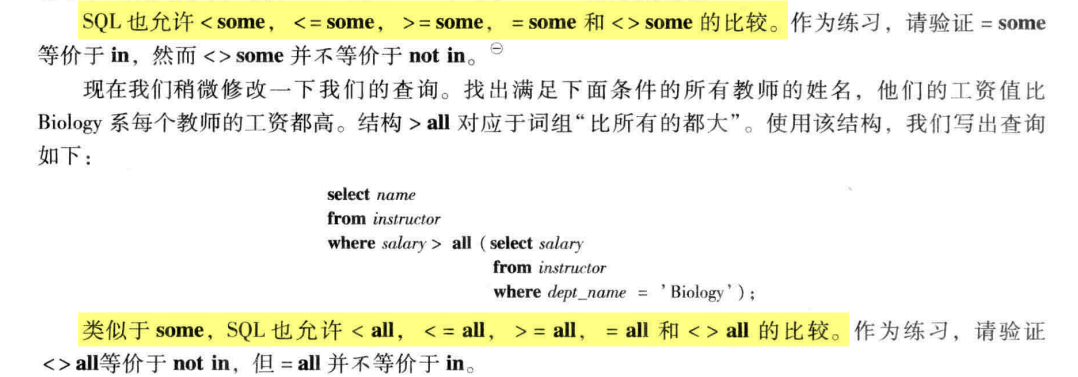 SQL 也允许 < some, <= some, >= some, = some 和 <> some 的比较。作为练习，请验证 = some
等价于 in，然而 <> some 并不等价于 not in。㊀
现在我们稍微修改一下我们的查询。找出满足下面条件的所有教师的姓名，他们的工资值比
Biology 系每个教师的工资都高。结构 > all 对应于词组“比所有的都大”。使用该结构，我们写出查询
如下：
select name
from instructor
where salary > all ( select salary
from instructor
where dept_name = 'Biology' ) ;
类似于 some，SQL 也允许 < all, <= all, >= all, = all 和 <> all 的比较。作为练习，请验证
<> all等价于 not in，但 = all 并不等价于 in。